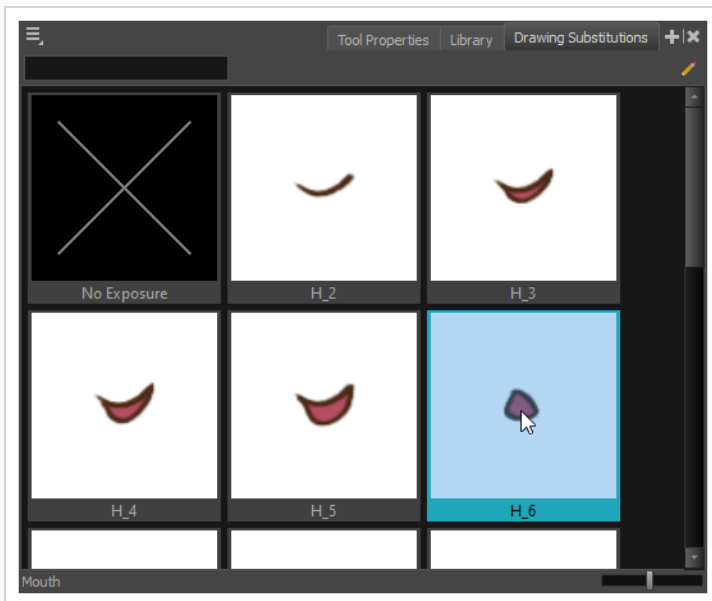 Tool Properties Library Drawing Substitutions
No Exposure H_2 H_3
H_4 H_5 H_6
Mouth